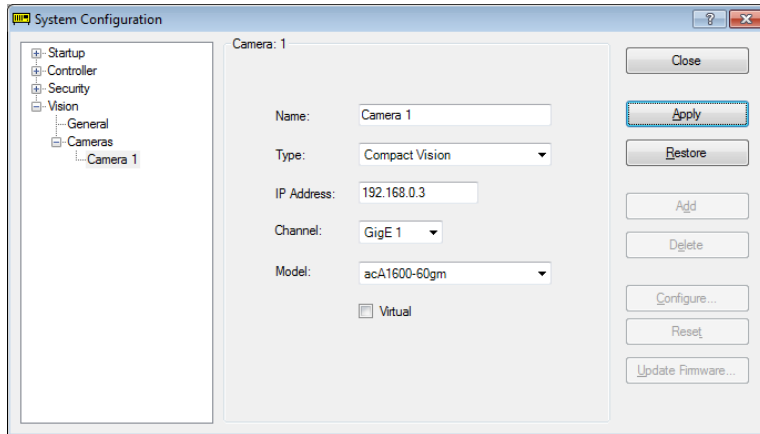 System Configuration
Startup
Controller
Security
Vision
General
Cameras
Camera 1
Camera: 1
Name: Camera 1
Type: Compact Vision
IP Address: 192.168.0.3
Channel: GigE 1
Model: acA1600-60gm
Virtual
Close
Apply
Restore
Add
Delete
Configure...
Reset
Update Firmware...